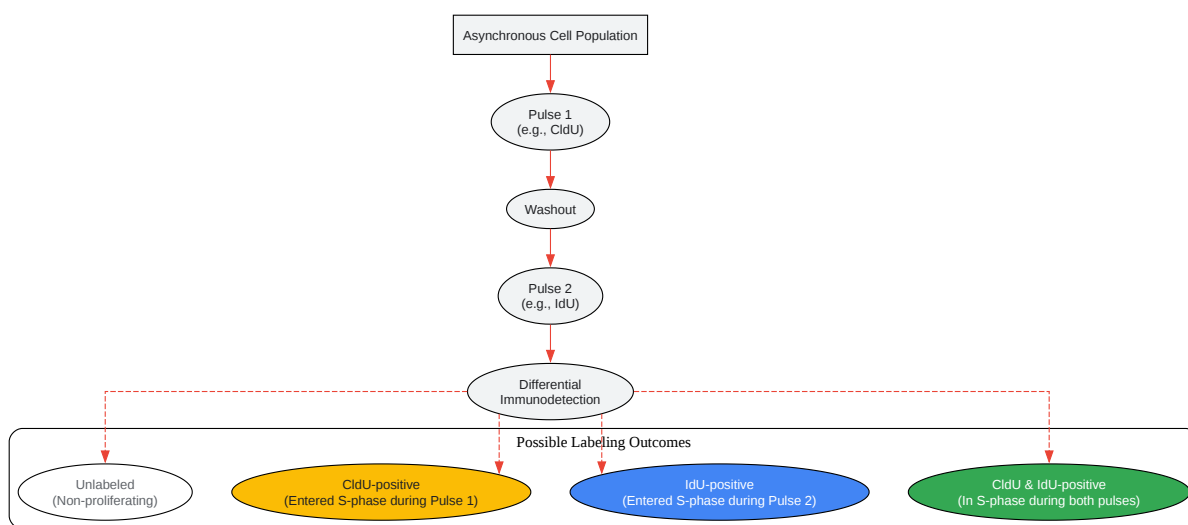 Asynchronous Cell Population
Pulse 1
(e.g., CldU)
Washout
Pulse 2
(e.g., IdU)
Differential
Immunodetection
Possible Labeling Outcomes
Unlabeled
(Non-proliferating)
CldU-positive
(Entered S-phase during Pulse 1)
IdU-positive
(Entered S-phase during Pulse 2)
CldU & IdU-positive
(In S-phase during both pulses)